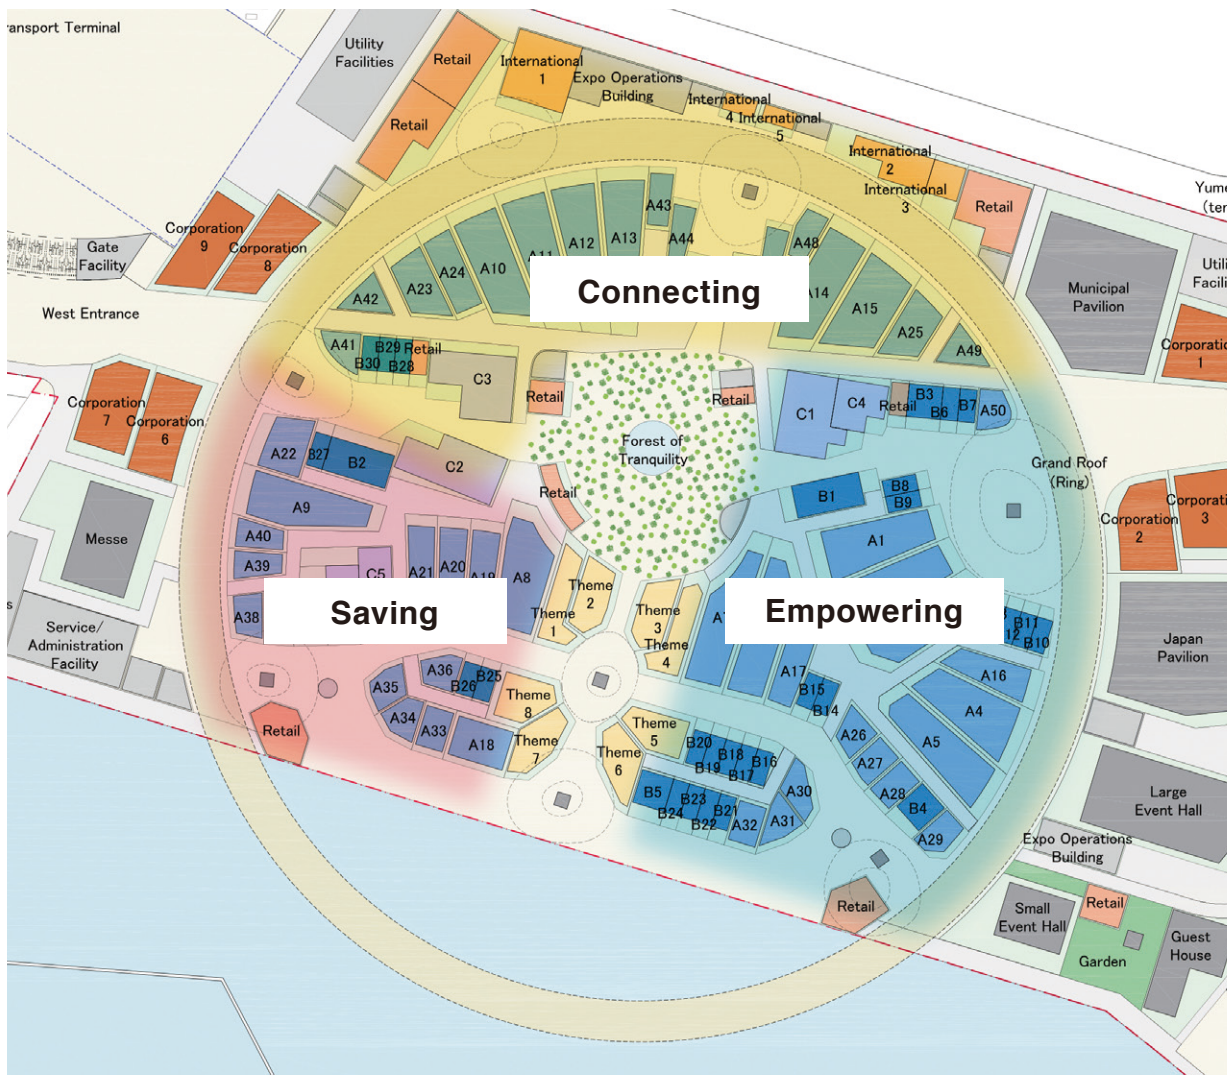 ransport Terminal
Utility
Facilities
Retail
Retail
International
1
Expo Operations
Building
International
4
International
5
International
2
International
3
Retail
Yume
(ter
Corporation
9
Corporation
8
Gate
Facility
West Entrance
A42
A23
A24
A10
A11
A12
A13
A43
A44
A48
A14
A15
A25
A49
Connecting
Municipal
Pavilion
Utili
Facili
Corporation
1
A41
B29
B30
B28
Retail
C3
Retail
Retail
C1
C4
Retail
B3
B6
B7
A50
Corporation
7
Corporation
6
A22
B27
B2
C2
Forest of
Tranquility
Grand Roof
(Ring)
Retail
B1
B8
B9
Corporati
3
Corporation
2
Messe
A9
A40
A39
A38
C5
A21
A20
A19
A8
A1
Saving
Empowering
Theme
1
Theme
2
Theme
3
Theme
4
B11
12
B10
Service/
Administration
Facility
Japan
Pavilion
A36
B25
B26
A35
A34
A33
A18
Theme
8
Theme
7
Theme
5
Theme
6
A17
B15
B14
A16
A4
A5
A26
A27
A28
B4
A29
Retail
B20
B18
B16
B19
B17
B5
B23
B21
B24
B22
A32
A30
A31
Large
Event Hall
Expo Operations
Building
Retail
Small
Event Hall
Retail
Garden
Guest
House